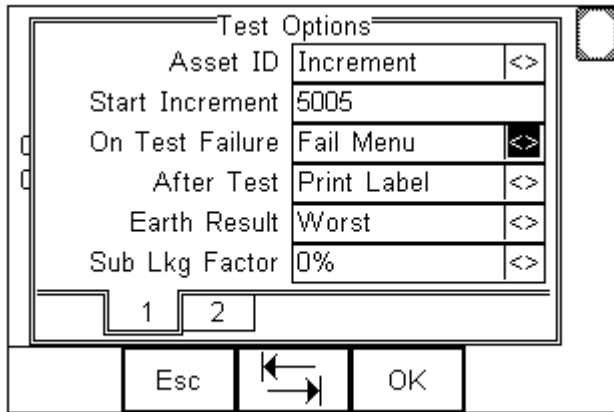 Test Options
Asset ID Increment <>
Start Increment 5005
On Test Failure Fail Menu <>
After Test Print Label <>
Earth Result Worst <>
Sub Lkg Factor 0% <>
1 2
Esc OK